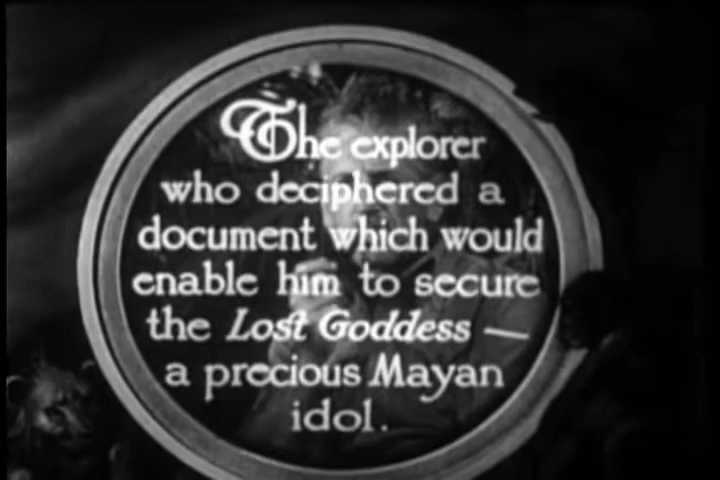 The explorer
who deciphered a
document which would
enable him to secure
the Lost Goddess —
a precious Mayan
idol.